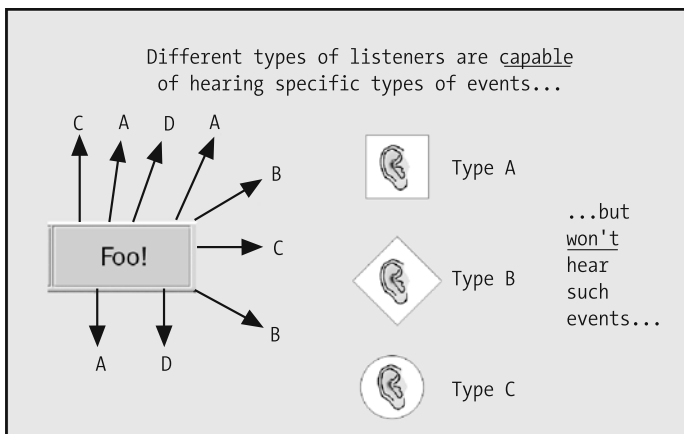 Different types of listeners are capable
of hearing specific types of events...
C
A
D
A
B
C
B
A
D
Foo!
Type A
Type B
Type C
...but
won't
hear
such
events...